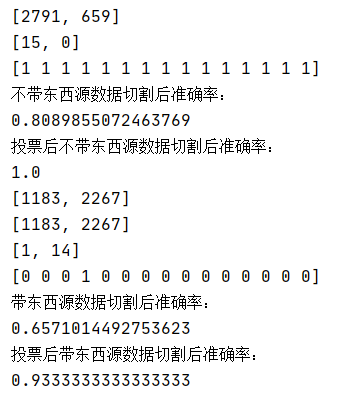 [2791, 659]
[15, 0]
[1 1 1 1 1 1 1 1 1 1 1 1 1 1 1]
不带东西源数据切割后准确率：
0.8089855072463769
投票后不带东西源数据切割后准确率：
1.0
[1183, 2267]
[1183, 2267]
[1, 14]
[0 0 0 1 0 0 0 0 0 0 0 0 0 0 0]
带东西源数据切割后准确率：
0.6571014492753623
投票后带东西源数据切割后准确率：
0.9333333333333333